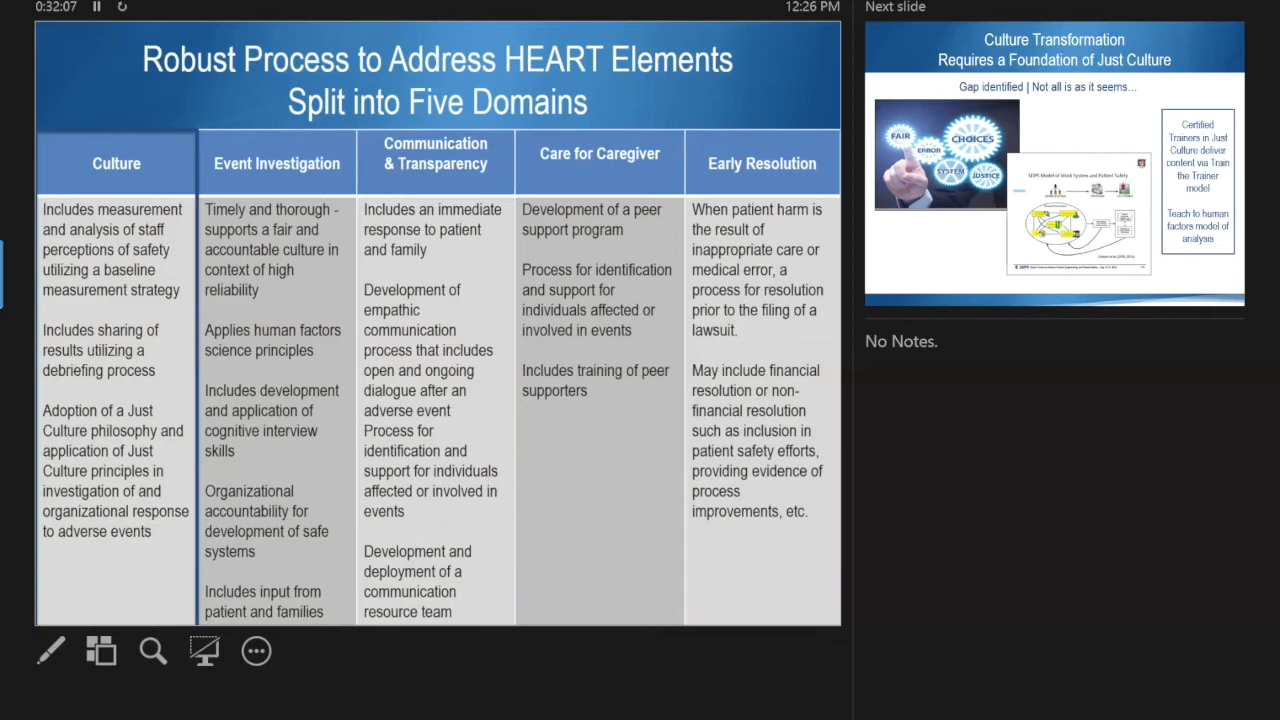 0:32:07
12:26 PM
Next slide
Robust Process to Address HEART Elements
Split into Five Domains
Culture
Event Investigation
Communication
& Transparency
Care for Caregiver
Early Resolution
Includes measurement
and analysis of staff
perceptions of safety
utilizing a baseline
measurement strategy
Includes sharing of
results utilizing a
debriefing process
Adoption of a Just
Culture philosophy and
application of Just
Culture principles in
investigation of and
organizational response
to adverse events
Timely and thorough -
supports a fair and
accountable culture in
context of high
reliability
Applies human factors
science principles
Includes development
and application of
cognitive interview
skills
Organizational
accountability for
development of safe
systems
Includes input from
patient and families
Includes an immediate
response to patient
and family
Development of
empathic
communication
process that includes
open and ongoing
dialogue after an
adverse event
Process for
identification and
support for individuals
affected or involved in
events
Development and
deployment of a
communication
resource team
Development of a peer
support program
Process for identification
and support for
individuals affected or
involved in events
Includes training of peer
supporters
When patient harm is
the result of
inappropriate care or
medical error, a
process for resolution
prior to the filing of a
lawsuit.
May include financial
resolution or non-
financial resolution
such as inclusion in
patient safety efforts,
providing evidence of
process
improvements, etc.
Culture Transformation
Requires a Foundation of Just Culture
Gap identified | Not all is as it seems…
FAIR
ERROR
CHOICES
SYSTEM
JUSTICE
SEIPS Model of Work System and Patient Safety
Certified
Trainers in Just
Culture deliver
content via Train
the Trainer
model
Teach to human
factors model of
analysis
No Notes.